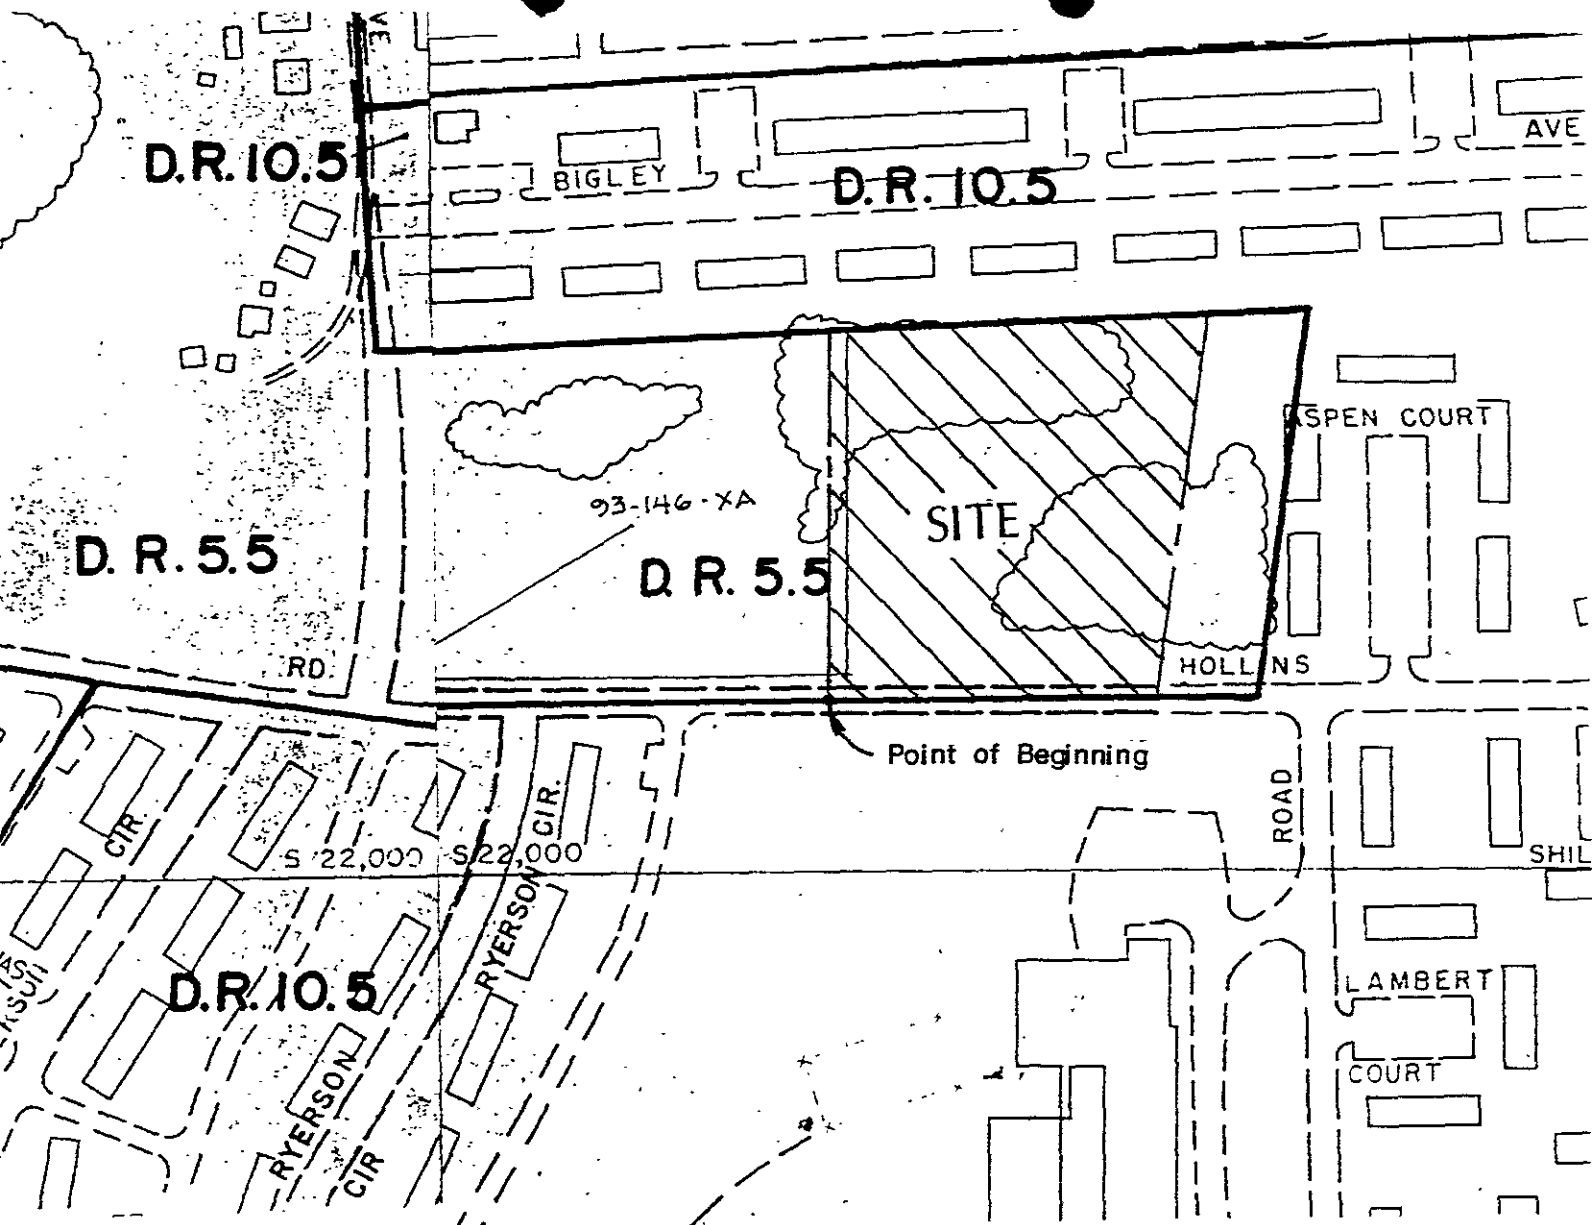 VE
AVE
D.R.10.5
BIGLEY
D.R. 10.5
ASPEN COURT
93-146-XA
SITE
D. R. 5.5
D. R. 5.5
RD.
HOLLINS
Point of Beginning
ROAD
CIR.
CIR.
S 22,000
S 22,000
SHIL
RYERSON
D.R.10.5
LAMBERT
COURT
RYERSON
CIR